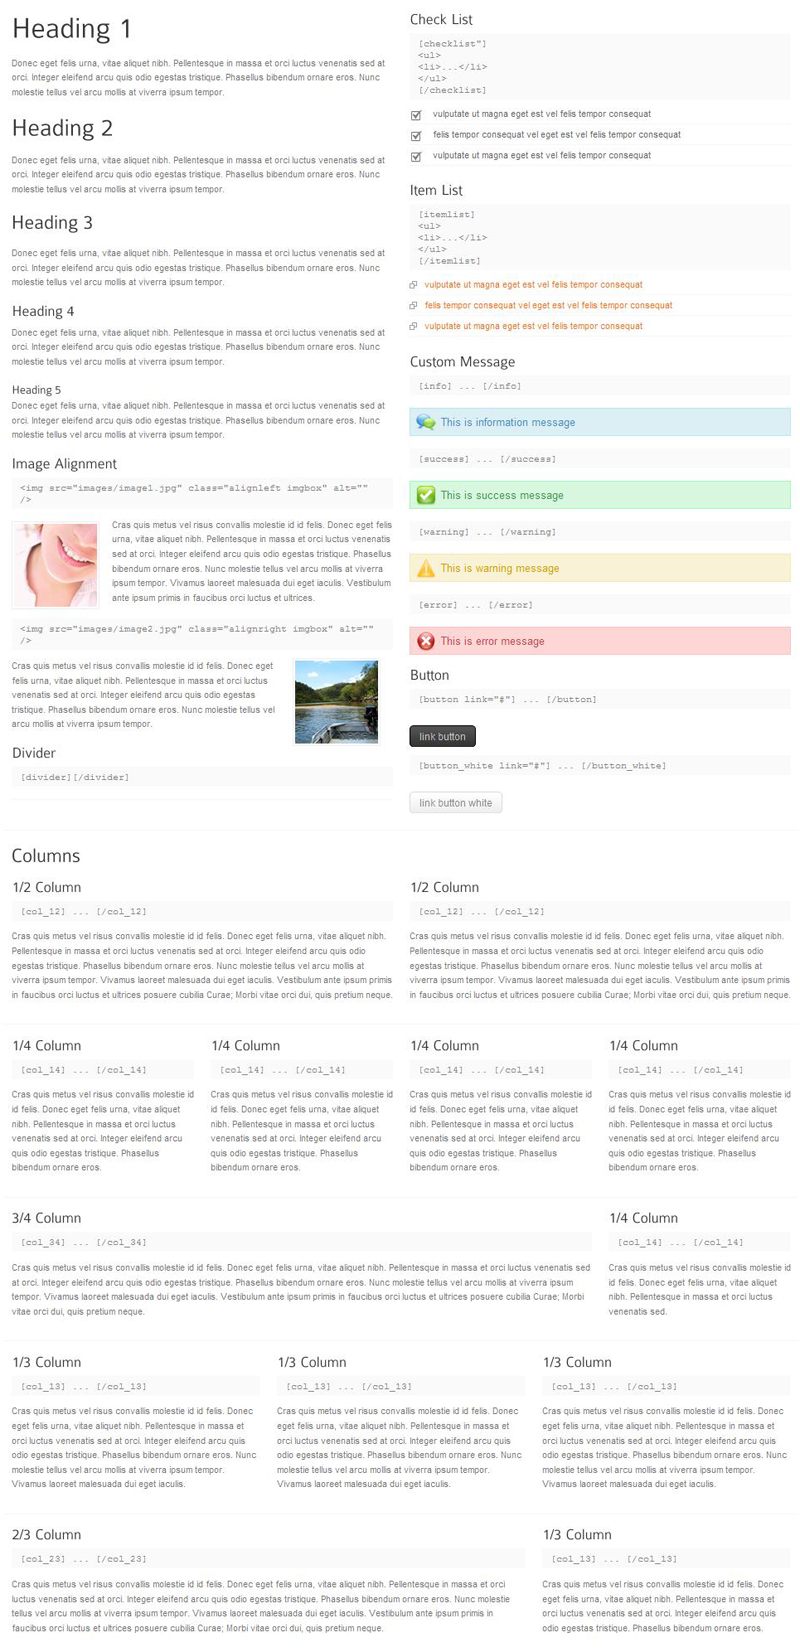 Heading 1
Donec eget felis urna, vitae aliquet nibh. Pellentesque in massa et orci luctus venenatis sed at
orci. Integer eleifend arcu quis odio egestas tristique. Phasellus bibendum ornare eros. Nunc
molestie tellus vel arcu mollis at viverra ipsum tempor.
Heading 2
Donec eget felis urna, vitae aliquet nibh. Pellentesque in massa et orci luctus venenatis sed at
orci. Integer eleifend arcu quis odio egestas tristique. Phasellus bibendum ornare eros. Nunc
molestie tellus vel arcu mollis at viverra ipsum tempor.
Heading 3
Donec eget felis urna, vitae aliquet nibh. Pellentesque in massa et orci luctus venenatis sed at
orci. Integer eleifend arcu quis odio egestas tristique. Phasellus bibendum ornare eros. Nunc
molestie tellus vel arcu mollis at viverra ipsum tempor.
Heading 4
Donec eget felis urna, vitae aliquet nibh. Pellentesque in massa et orci luctus venenatis sed at
orci. Integer eleifend arcu quis odio egestas tristique. Phasellus bibendum ornare eros. Nunc
molestie tellus vel arcu mollis at viverra ipsum tempor.
Heading 5
Donec eget felis urna, vitae aliquet nibh. Pellentesque in massa et orci luctus venenatis sed at
orci. Integer eleifend arcu quis odio egestas tristique. Phasellus bibendum ornare eros. Nunc
molestie tellus vel arcu mollis at viverra ipsum tempor.
Image Alignment
<img src="images/image1.jpg" class="alignleft imgbox" alt=""
/>
Cras quis metus vel risus convallis molestie id id felis. Donec eget felis
urna, vitae aliquet nibh. Pellentesque in massa et orci luctus venenatis
sed at orci. Integer eleifend arcu quis odio egestas tristique. Phasellus
bibendum ornare eros. Nunc molestie tellus vel arcu mollis at viverra
ipsum tempor. Vivamus laoreet malesuada dui eget iaculis. Vestibulum
ante ipsum primis in faucibus orci luctus et ultrices.
<img src="images/image2.jpg" class="alignright imgbox" alt=""
/>
Cras quis metus vel risus convallis molestie id id felis. Donec eget
felis urna, vitae aliquet nibh. Pellentesque in massa et orci luctus
venenatis sed at orci. Integer eleifend arcu quis odio egestas
tristique. Phasellus bibendum ornare eros. Nunc molestie tellus vel
arcu mollis at viverra ipsum tempor.
Divider
[divider][/divider]
Check List
[checklist"]
<ul>
<li>...</li>
</ul>
[/checklist]
vulputate ut magna eget est vel felis tempor consequat
felis tempor consequat vel eget est vel felis tempor consequat
vulputate ut magna eget est vel felis tempor consequat
Item List
[itemlist]
<ul>
<li>...</li>
</ul>
[/itemlist]
vulputate ut magna eget est vel felis tempor consequat
felis tempor consequat vel eget est vel felis tempor consequat
vulputate ut magna eget est vel felis tempor consequat
Custom Message
[info] ... [/info]
This is information message
[success] ... [/success]
This is success message
[warning] ... [/warning]
This is warning message
[error] ... [/error]
This is error message
Button
[button link="#"] ... [/button]
link button
[button_white link="#"] ... [/button_white]
link button white
Columns
1/2 Column
[col_12] ... [/col_12]
Cras quis metus vel risus convallis molestie id id felis. Donec eget felis urna, vitae aliquet nibh.
Pellentesque in massa et orci luctus venenatis sed at orci. Integer eleifend arcu quis odio
egestas tristique. Phasellus bibendum ornare eros. Nunc molestie tellus vel arcu mollis at
viverra ipsum tempor. Vivamus laoreet malesuada dui eget iaculis. Vestibulum ante ipsum primis
in faucibus orci luctus et ultrices posuere cubilia Curae; Morbi vitae orci dui, quis pretium neque.
1/2 Column
[col_12] ... [/col_12]
Cras quis metus vel risus convallis molestie id id felis. Donec eget felis urna, vitae aliquet nibh.
Pellentesque in massa et orci luctus venenatis sed at orci. Integer eleifend arcu quis odio
egestas tristique. Phasellus bibendum ornare eros. Nunc molestie tellus vel arcu mollis at
viverra ipsum tempor. Vivamus laoreet malesuada dui eget iaculis. Vestibulum ante ipsum primis
in faucibus orci luctus et ultrices posuere cubilia Curae; Morbi vitae orci dui, quis pretium neque.
1/4 Column
[col_14] ... [/col_14]
Cras quis metus vel risus convallis molestie id
id felis. Donec eget felis urna, vitae aliquet
nibh. Pellentesque in massa et orci luctus
venenatis sed at orci. Integer eleifend arcu
quis odio egestas tristique. Phasellus
bibendum ornare eros.
1/4 Column
[col_14] ... [/col_14]
Cras quis metus vel risus convallis molestie id
id felis. Donec eget felis urna, vitae aliquet
nibh. Pellentesque in massa et orci luctus
venenatis sed at orci. Integer eleifend arcu
quis odio egestas tristique. Phasellus
bibendum ornare eros.
1/4 Column
[col_14] ... [/col_14]
Cras quis metus vel risus convallis molestie id
id felis. Donec eget felis urna, vitae aliquet
nibh. Pellentesque in massa et orci luctus
venenatis sed at orci. Integer eleifend arcu
quis odio egestas tristique. Phasellus
bibendum ornare eros.
1/4 Column
[col_14] ... [/col_14]
Cras quis metus vel risus convallis molestie id
id felis. Donec eget felis urna, vitae aliquet
nibh. Pellentesque in massa et orci luctus
venenatis sed at orci. Integer eleifend arcu
quis odio egestas tristique. Phasellus
bibendum ornare eros.
3/4 Column
[col_34] ... [/col_34]
Cras quis metus vel risus convallis molestie id id felis. Donec eget felis urna, vitae aliquet nibh. Pellentesque in massa et orci luctus venenatis sed
at orci. Integer eleifend arcu quis odio egestas tristique. Phasellus bibendum ornare eros. Nunc molestie tellus vel arcu mollis at viverra ipsum
tempor. Vivamus laoreet malesuada dui eget iaculis. Vestibulum ante ipsum primis in faucibus orci luctus et ultrices posuere cubilia Curae; Morbi
vitae orci dui, quis pretium neque.
1/4 Column
[col_14] ... [/col_14]
Cras quis metus vel risus convallis molestie id
id felis. Donec eget felis urna, vitae aliquet
nibh. Pellentesque in massa et orci luctus
venenatis sed.
1/3 Column
[col_13] ... [/col_13]
Cras quis metus vel risus convallis molestie id id felis. Donec
eget felis urna, vitae aliquet nibh. Pellentesque in massa et
orci luctus venenatis sed at orci. Integer eleifend arcu quis
odio egestas tristique. Phasellus bibendum ornare eros. Nunc
molestie tellus vel arcu mollis at viverra ipsum tempor.
Vivamus laoreet malesuada dui eget iaculis.
1/3 Column
[col_13] ... [/col_13]
Cras quis metus vel risus convallis molestie id id felis. Donec
eget felis urna, vitae aliquet nibh. Pellentesque in massa et
orci luctus venenatis sed at orci. Integer eleifend arcu quis
odio egestas tristique. Phasellus bibendum ornare eros. Nunc
molestie tellus vel arcu mollis at viverra ipsum tempor.
Vivamus laoreet malesuada dui eget iaculis.
1/3 Column
[col_13] ... [/col_13]
Cras quis metus vel risus convallis molestie id id felis. Donec
eget felis urna, vitae aliquet nibh. Pellentesque in massa et
orci luctus venenatis sed at orci. Integer eleifend arcu quis
odio egestas tristique. Phasellus bibendum ornare eros. Nunc
molestie tellus vel arcu mollis at viverra ipsum tempor.
Vivamus laoreet malesuada dui eget iaculis.
2/3 Column
[col_23] ... [/col_23]
Cras quis metus vel risus convallis molestie id id felis. Donec eget felis urna, vitae aliquet nibh. Pellentesque in massa et orci
luctus venenatis sed at orci. Integer eleifend arcu quis odio egestas tristique. Phasellus bibendum ornare eros. Nunc molestie
tellus vel arcu mollis at viverra ipsum tempor. Vivamus laoreet malesuada dui eget iaculis. Vestibulum ante ipsum primis in
faucibus orci luctus et ultrices posuere cubilia Curae; Morbi vitae orci dui, quis pretium neque.
1/3 Column
[col_13] ... [/col_13]
Cras quis metus vel risus convallis molestie id id felis. Donec
eget felis urna, vitae aliquet nibh. Pellentesque in massa et
orci luctus venenatis sed at orci. Integer eleifend arcu quis
odio egestas tristique. Phasellus bibendum ornare eros.